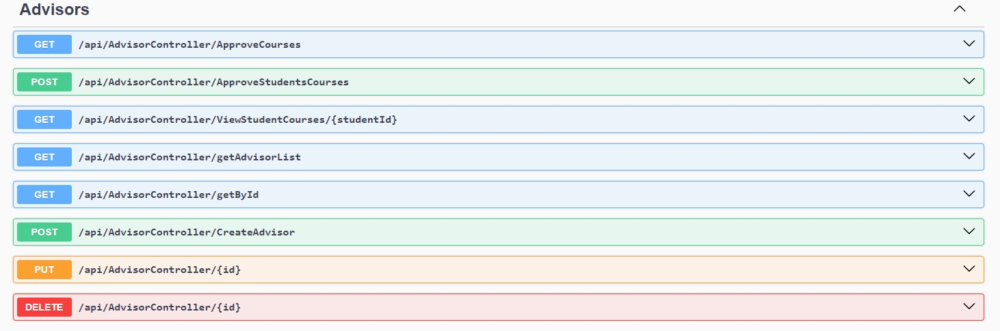 Advisors
GET /api/AdvisorController/ApproveCourses
POST /api/AdvisorController/ApproveStudentsCourses
GET /api/AdvisorController/ViewStudentCourses/{studentId}
GET /api/AdvisorController/getAdvisorList
GET /api/AdvisorController/getById
POST /api/AdvisorController/CreateAdvisor
PUT /api/AdvisorController/{id}
DELETE /api/AdvisorController/{id}